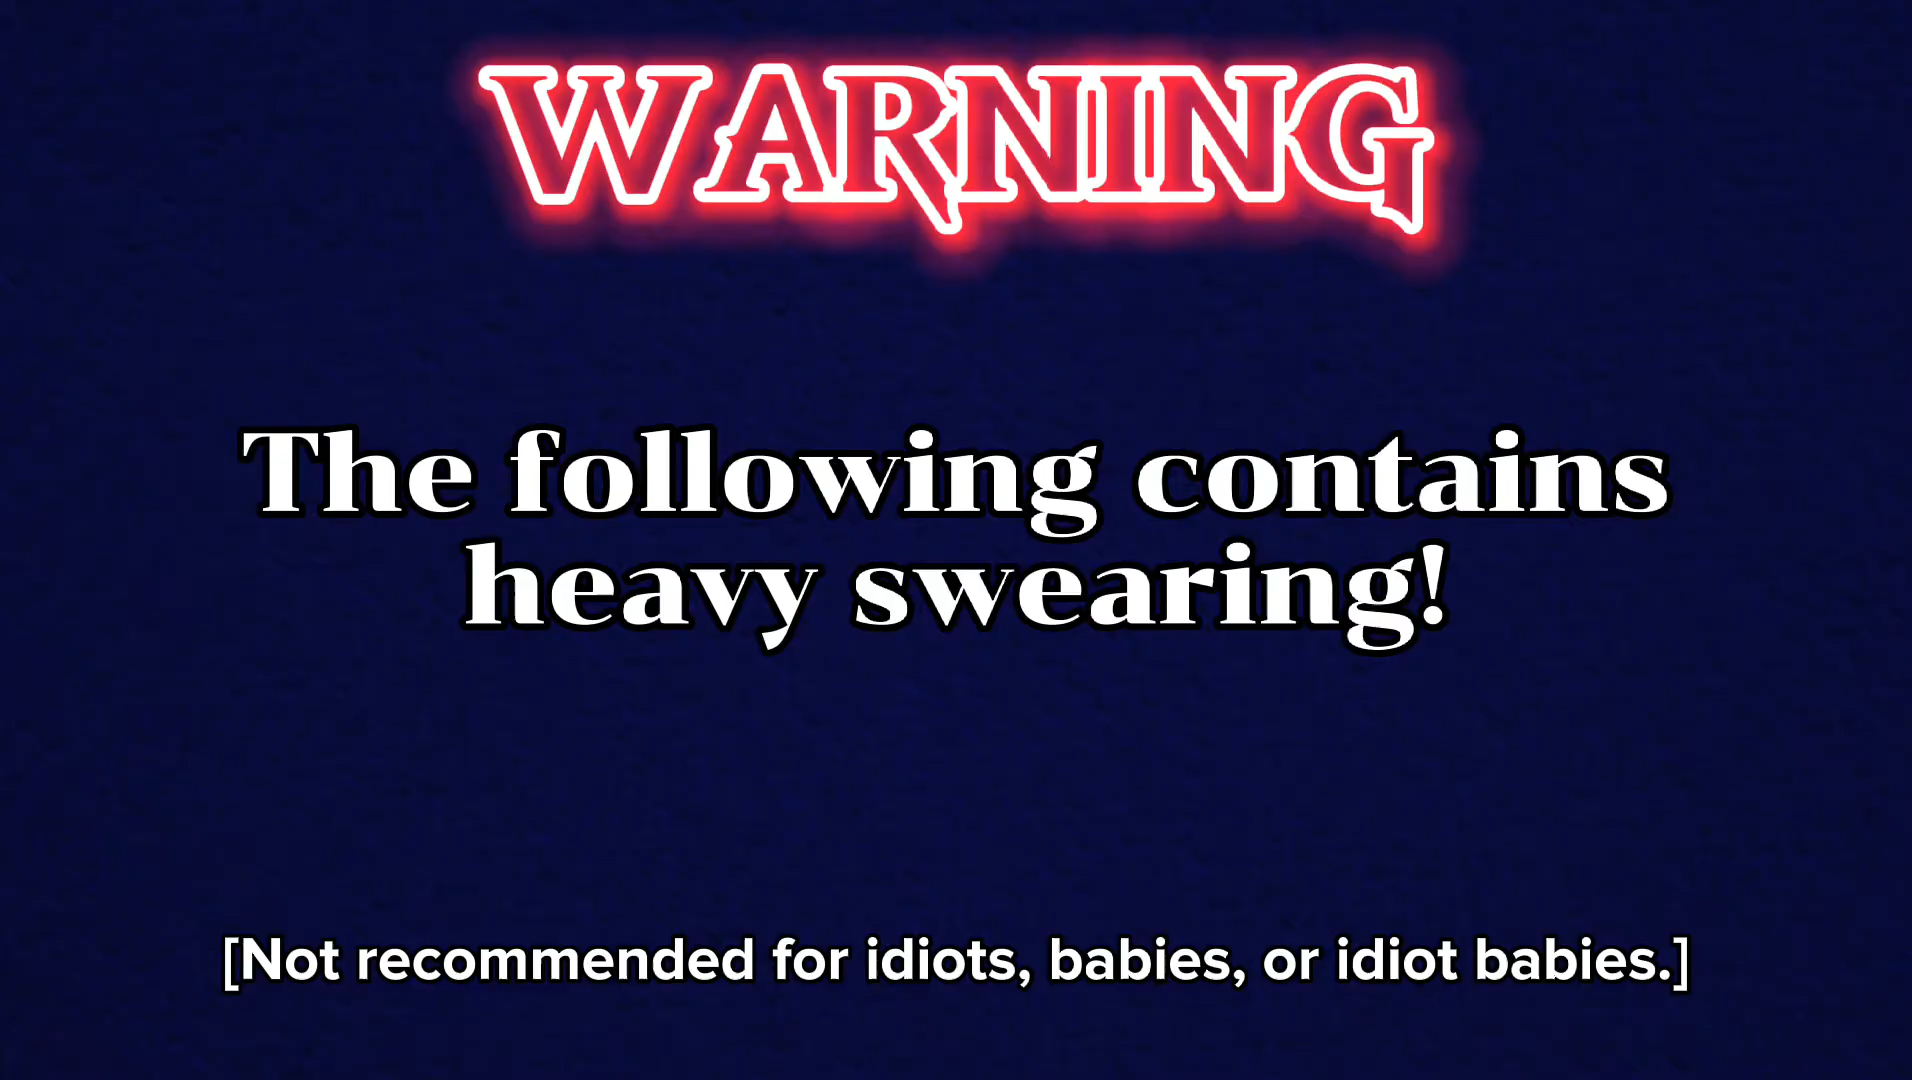 WARNING
The following contains
heavy swearing!
[Not recommended for idiots, babies, or idiot babies.]